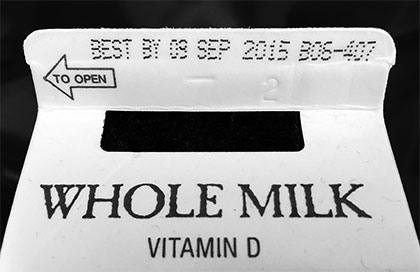 BEST BY 09 SEP 2015 B06-407
TO OPEN
2
WHOLE MILK
VITAMIN D